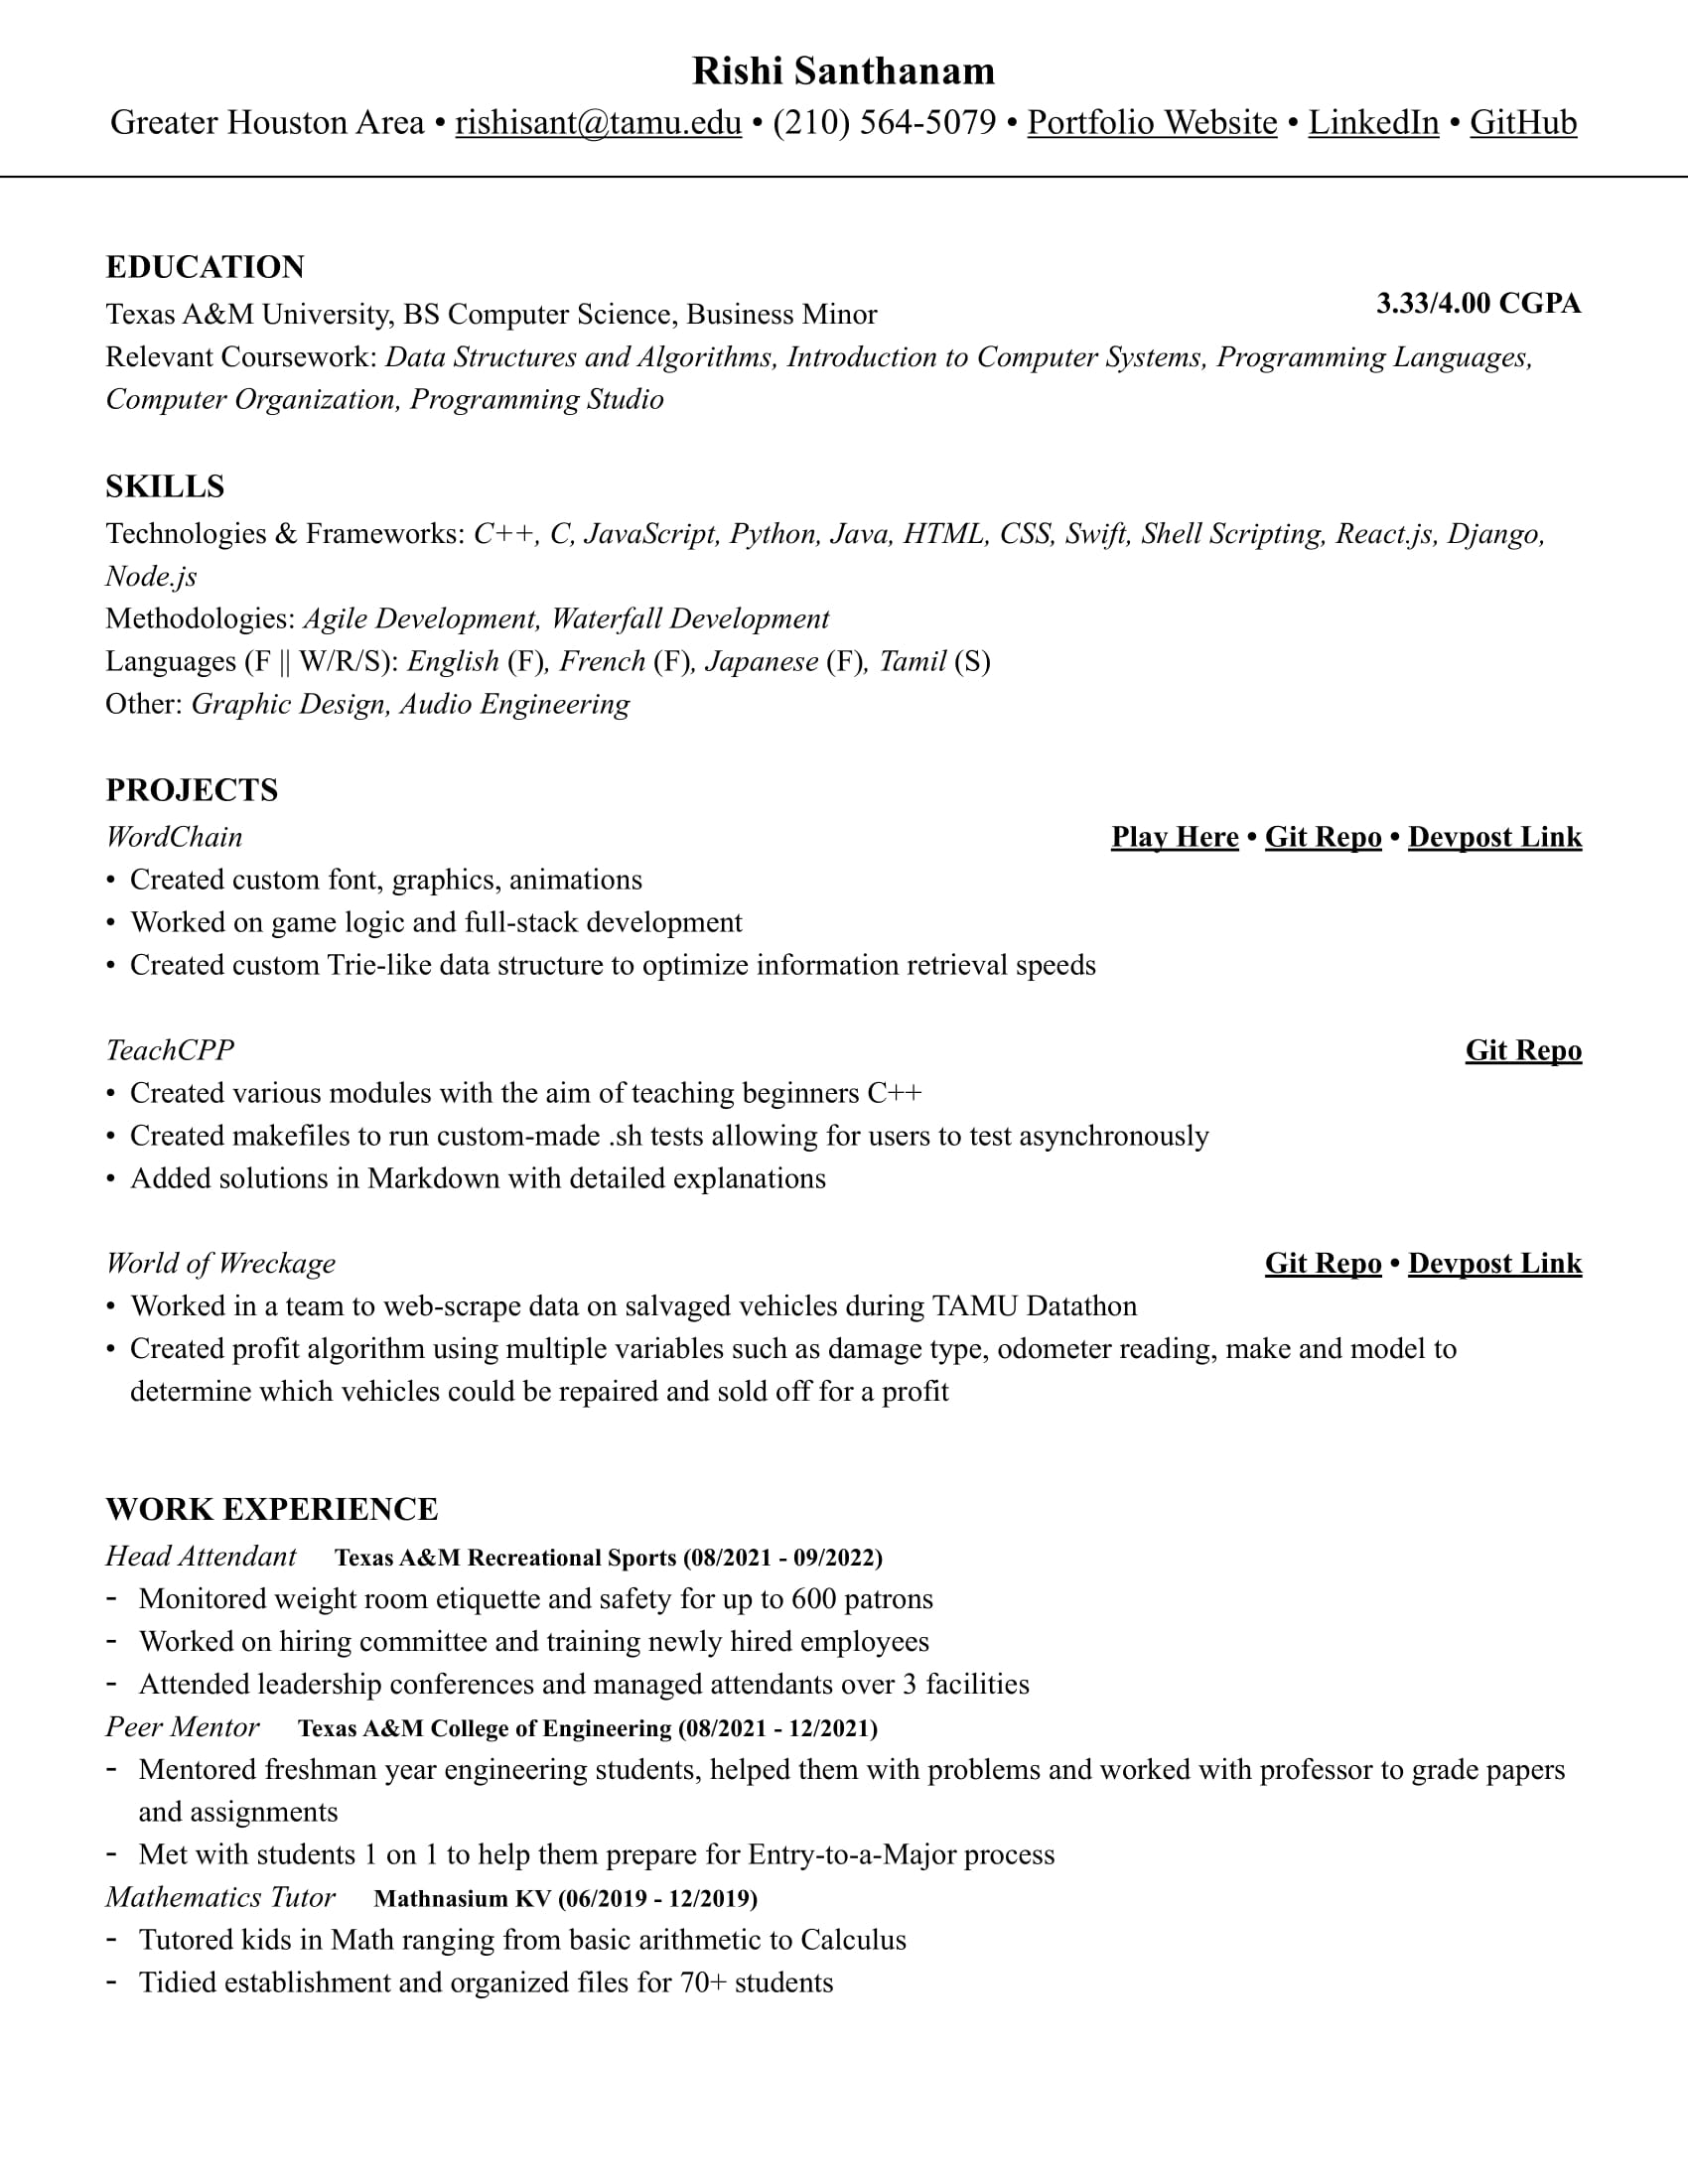 Rishi Santhanam
Greater Houston Area • rishisant@tamu.edu • (210) 564-5079 • Portfolio Website • LinkedIn • GitHub
EDUCATION
Texas A&M University, BS Computer Science, Business Minor 3.33/4.00 CGPA
Relevant Coursework: Data Structures and Algorithms, Introduction to Computer Systems, Programming Languages,
Computer Organization, Programming Studio
SKILLS
Technologies & Frameworks: C++, C, JavaScript, Python, Java, HTML, CSS, Swift, Shell Scripting, React.js, Django,
Node.js
Methodologies: Agile Development, Waterfall Development
Languages (F || W/R/S): English (F), French (F), Japanese (F), Tamil (S)
Other: Graphic Design, Audio Engineering
PROJECTS
WordChain Play Here • Git Repo • Devpost Link
• Created custom font, graphics, animations
• Worked on game logic and full-stack development
• Created custom Trie-like data structure to optimize information retrieval speeds
TeachCPP Git Repo
• Created various modules with the aim of teaching beginners C++
• Created makefiles to run custom-made .sh tests allowing for users to test asynchronously
• Added solutions in Markdown with detailed explanations
World of Wreckage Git Repo • Devpost Link
• Worked in a team to web-scrape data on salvaged vehicles during TAMU Datathon
• Created profit algorithm using multiple variables such as damage type, odometer reading, make and model to
determine which vehicles could be repaired and sold off for a profit
WORK EXPERIENCE
Head Attendant Texas A&M Recreational Sports (08/2021 - 09/2022)
- Monitored weight room etiquette and safety for up to 600 patrons
- Worked on hiring committee and training newly hired employees
- Attended leadership conferences and managed attendants over 3 facilities
Peer Mentor Texas A&M College of Engineering (08/2021 - 12/2021)
- Mentored freshman year engineering students, helped them with problems and worked with professor to grade papers
and assignments
- Met with students 1 on 1 to help them prepare for Entry-to-a-Major process
Mathematics Tutor Mathnasium KV (06/2019 - 12/2019)
- Tutored kids in Math ranging from basic arithmetic to Calculus
- Tidied establishment and organized files for 70+ students